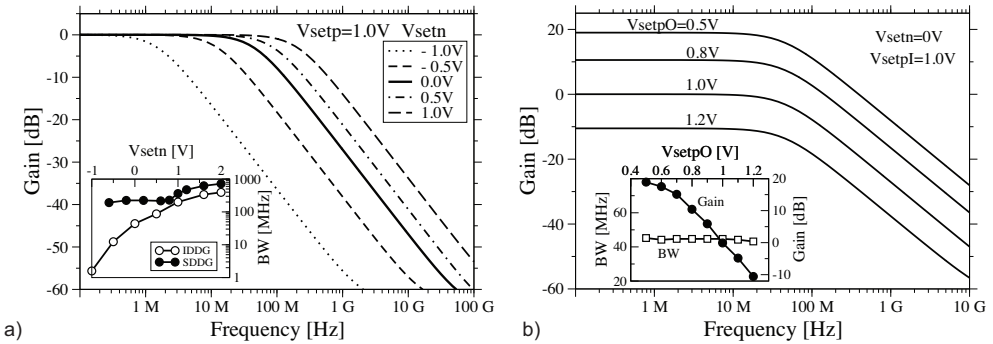 Gain [dB]
0
-10
-20
-30
-40
-50
-60
Vsetp=1.0V
Vsetn
- 1.0V
- 0.5V
0.0V
0.5V
1.0V
Vsetn [V]
-1 0 1 2
1000
100
10
1
BW [MHz]
IDDG
SDDG
1 M 10 M 100 M 1 G 10 G 100 G
Frequency [Hz]
a)
Gain [dB]
20
0
-20
-40
-60
VsetpO=0.5V
0.8V
1.0V
1.2V
Vsetn=0V
VsetpI=1.0V
VsetpO [V]
0.4 0.6 0.8 1 1.2
80
60
40
20
BW [MHz]
Gain
BW
20
10
0
-10
Gain [dB]
1 M 10 M 100 M 1 G 10 G
Frequency [Hz]
b)